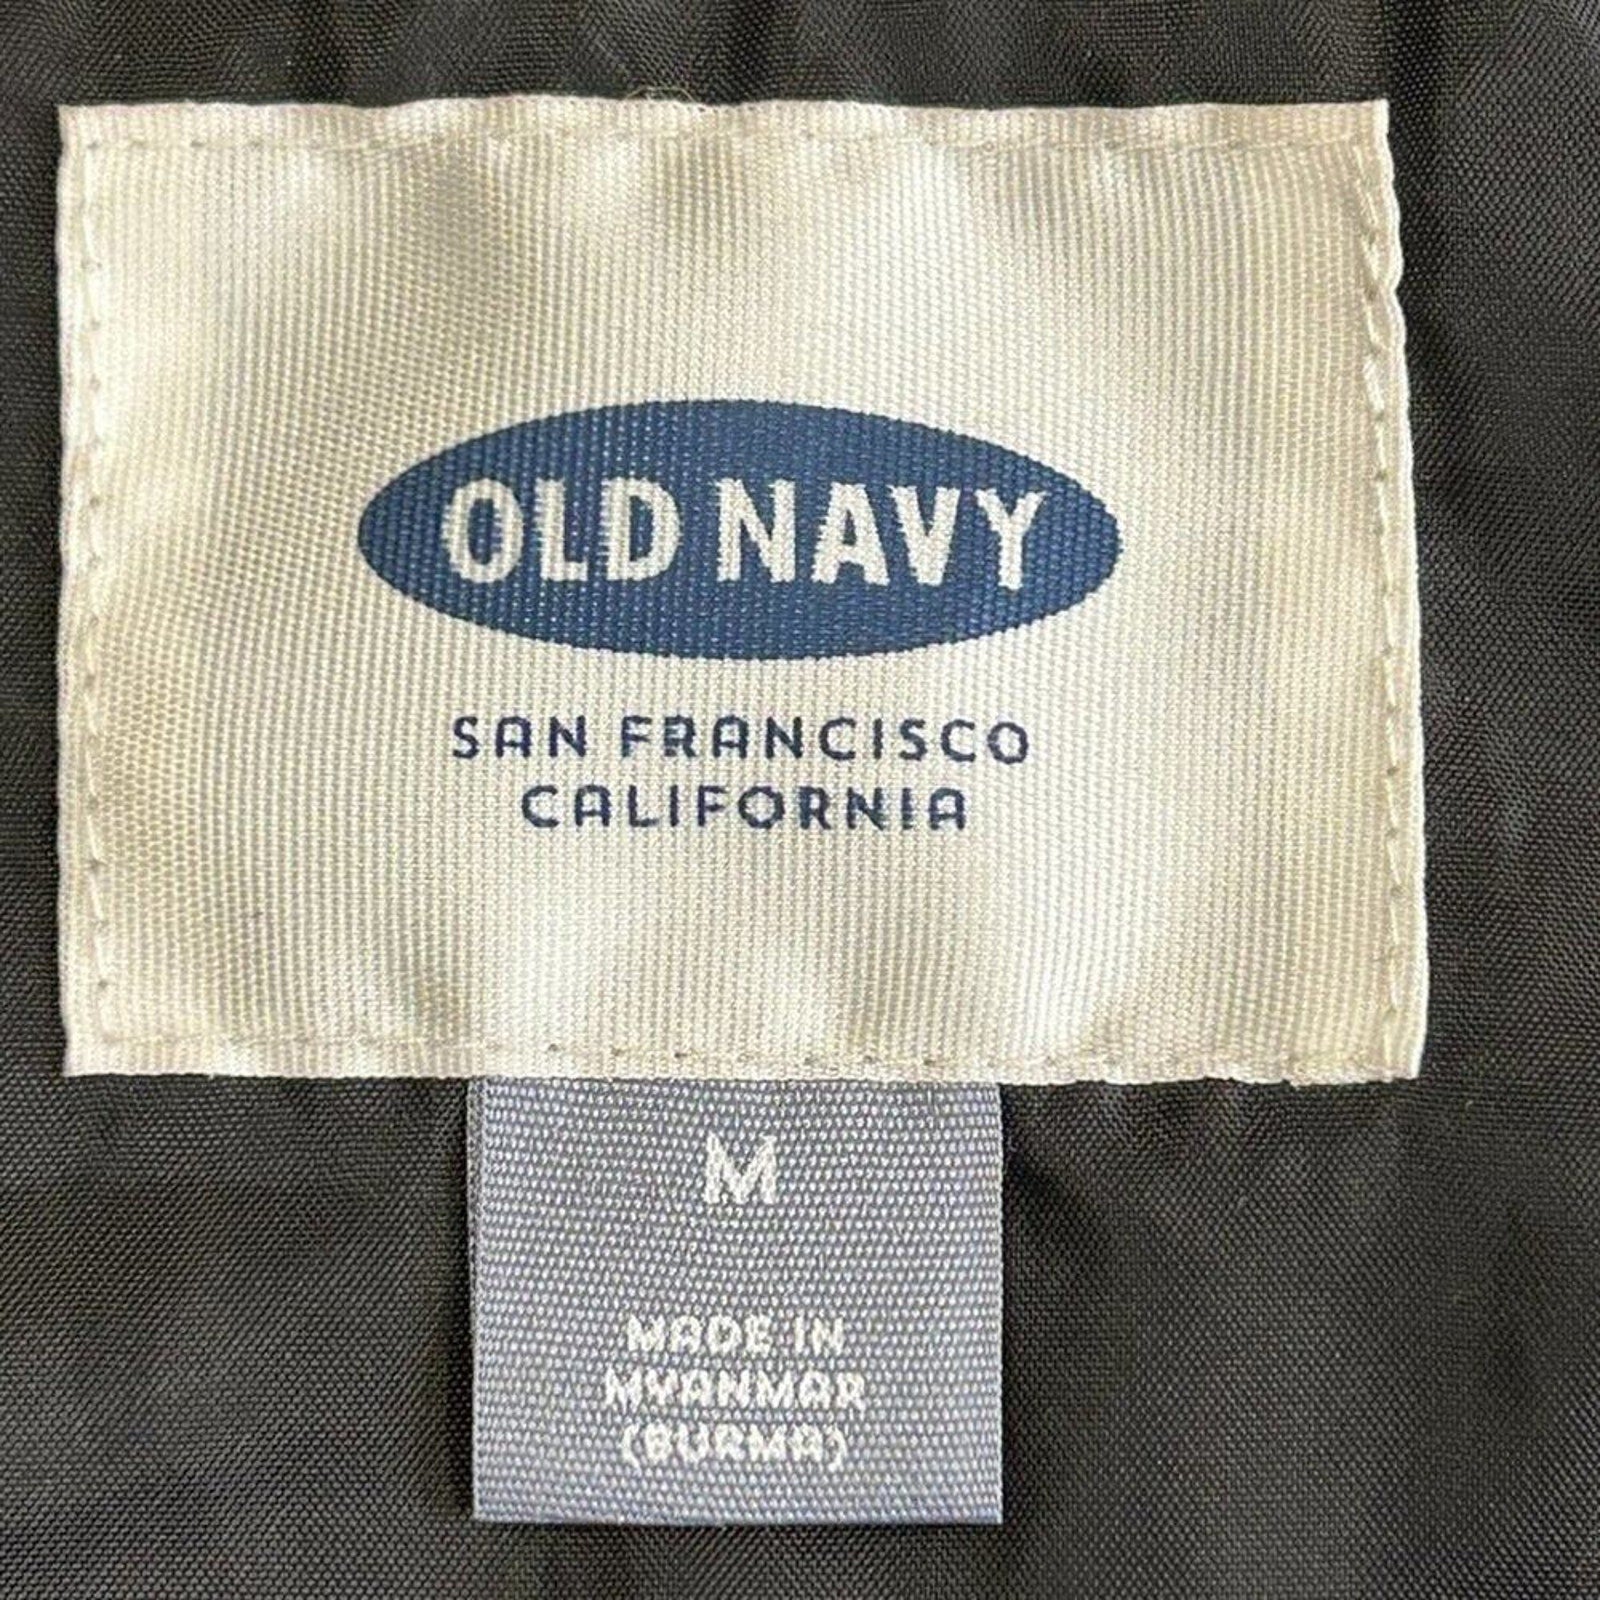 OLD NAVY
SAN FRANCISCO
CALIFORNIA
M
MADE IN
MYANMAR
(BURMA)